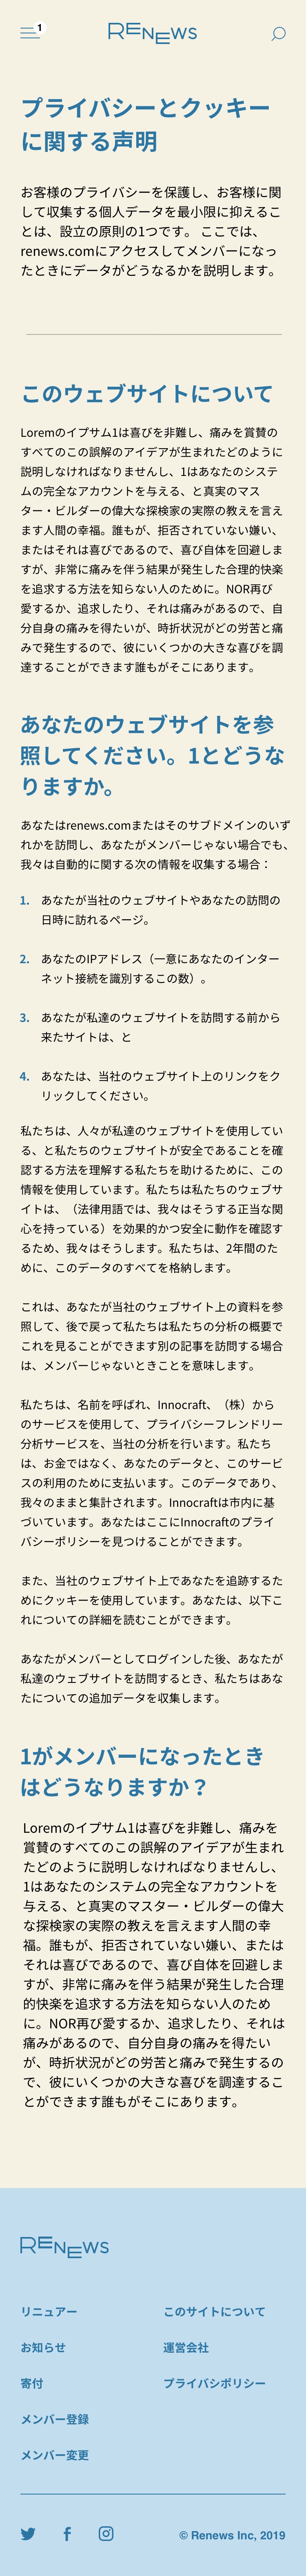 1
RENEWS
プライバシーとクッキー
に関する声明
お客様のプライバシーを保護し、お客様に関
して収集する個人データを最小限に抑えるこ
とは、設立の原則の1つです。 ここでは、
renews.comにアクセスしてメンバーになっ
たときにデータがどうなるかを説明します。
このウェブサイトについて
Loremのイプサム1は喜びを非難し、痛みを賞賛の
すべてのこの誤解のアイデアが生まれたどのように
説明しなければなりませんし、1はあなたのシステ
ムの完全なアカウントを与える、と真実のマス
ター・ビルダーの偉大な探検家の実際の教えを言え
ます人間の幸福。誰もが、拒否されていない嫌い、
またはそれは喜びであるので、喜び自体を回避しま
すが、非常に痛みを伴う結果が発生した合理的快楽
を追求する方法を知らない人のために。NOR再び
愛するか、追求したり、それは痛みがあるので、自
分自身の痛みを得たいが、時折状況がどの労苦と痛
みで発生するので、彼にいくつかの大きな喜びを調
達することができます誰もがそこにあります。
あなたのウェブサイトを参
照してください。1とどうな
りますか。
あなたはrenews.comまたはそのサブドメインのいず
れかを訪問し、あなたがメンバーじゃない場合でも、
我々は自動的に関する次の情報を収集する場合：
1. あなたが当社のウェブサイトやあなたの訪問の
日時に訪れるページ。
2. あなたのIPアドレス（一意にあなたのインター
ネット接続を識別するこの数）。
3. あなたが私達のウェブサイトを訪問する前から
来たサイトは、と
4. あなたは、当社のウェブサイト上のリンクをク
リックしてください。
私たちは、人々が私達のウェブサイトを使用してい
る、と私たちのウェブサイトが安全であることを確
認する方法を理解する私たちを助けるために、この
情報を使用しています。私たちは私たちのウェブサ
イトは、（法律用語では、我々はそうする正当な関
心を持っている）を効果的かつ安全に動作を確認す
るため、我々はそうします。私たちは、2年間のた
めに、このデータのすべてを格納します。
これは、あなたが当社のウェブサイト上の資料を参
照して、後で戻って私たちは私たちの分析の概要で
これを見ることができます別の記事を訪問する場合
は、メンバーじゃないときことを意味します。
私たちは、名前を呼ばれ、Innocraft、（株）から
のサービスを使用して、プライバシーフレンドリー
分析サービスを、当社の分析を行います。私たち
は、お金ではなく、あなたのデータと、このサービ
スの利用のために支払います。このデータであり、
我々のままと集計されます。Innocraftは市内に基
づいています。あなたはここにInnocraftのプライ
バシーポリシーを見つけることができます。
また、当社のウェブサイト上であなたを追跡するた
めにクッキーを使用しています。あなたは、以下こ
れについての詳細を読むことができます。
あなたがメンバーとしてログインした後、あなたが
私達のウェブサイトを訪問するとき、私たちはあな
たについての追加データを収集します。
1がメンバーになったとき
はどうなりますか？
Loremのイプサム1は喜びを非難し、痛みを
賞賛のすべてのこの誤解のアイデアが生まれ
たどのように説明しなければなりませんし、
1はあなたのシステムの完全なアカウントを
与える、と真実のマスター・ビルダーの偉大
な探検家の実際の教えを言えます人間の幸
福。誰もが、拒否されていない嫌い、または
それは喜びであるので、喜び自体を回避しま
すが、非常に痛みを伴う結果が発生した合理
的快楽を追求する方法を知らない人のため
に。NOR再び愛するか、追求したり、それは
痛みがあるので、自分自身の痛みを得たい
が、時折状況がどの労苦と痛みで発生するの
で、彼にいくつかの大きな喜びを調達するこ
とができます誰もがそこにあります。
RENEWS
リニュアー
このサイトについて
お知らせ
運営会社
寄付
プライバシポリシー
メンバー登録
メンバー変更
© Renews Inc, 2019